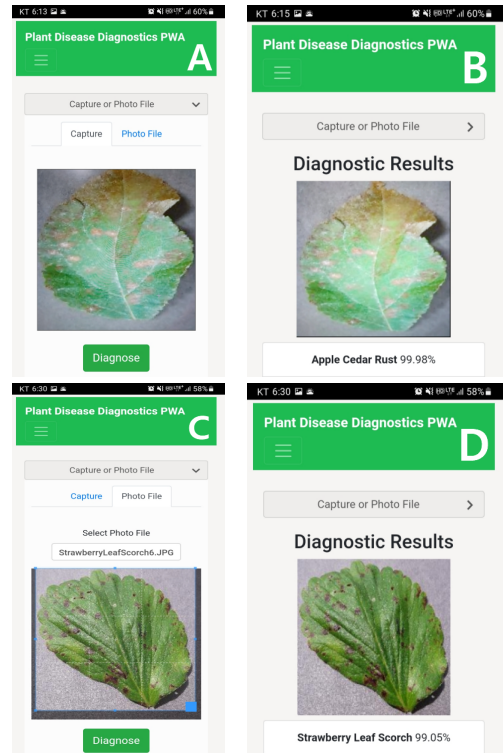 KT 6:13 60%
Plant Disease Diagnostics PWA
A
Capture or Photo File
Capture Photo File
Diagnose
KT 6:15 60%
Plant Disease Diagnostics PWA
B
Capture or Photo File
Diagnostic Results
Apple Cedar Rust 99.98%
KT 6:30 58%
Plant Disease Diagnostics PWA
C
Capture or Photo File
Capture Photo File
Select Photo File
StrawberryLeafScorch6.JPG
Diagnose
KT 6:30 58%
Plant Disease Diagnostics PWA
D
Capture or Photo File
Diagnostic Results
Strawberry Leaf Scorch 99.05%